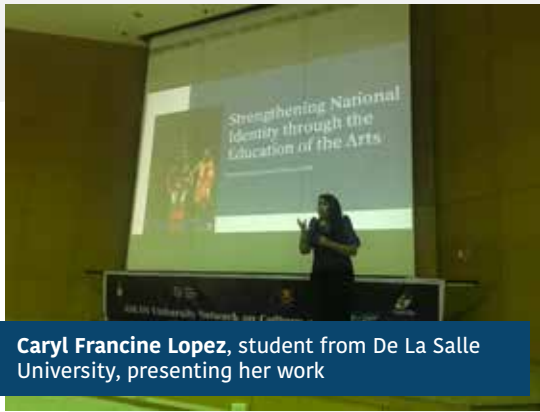 Strengthening National
Identity through the
Education of the Arts
ASEAN University Network on Culture
Caryl Francine Lopez, student from De La Salle
University, presenting her work